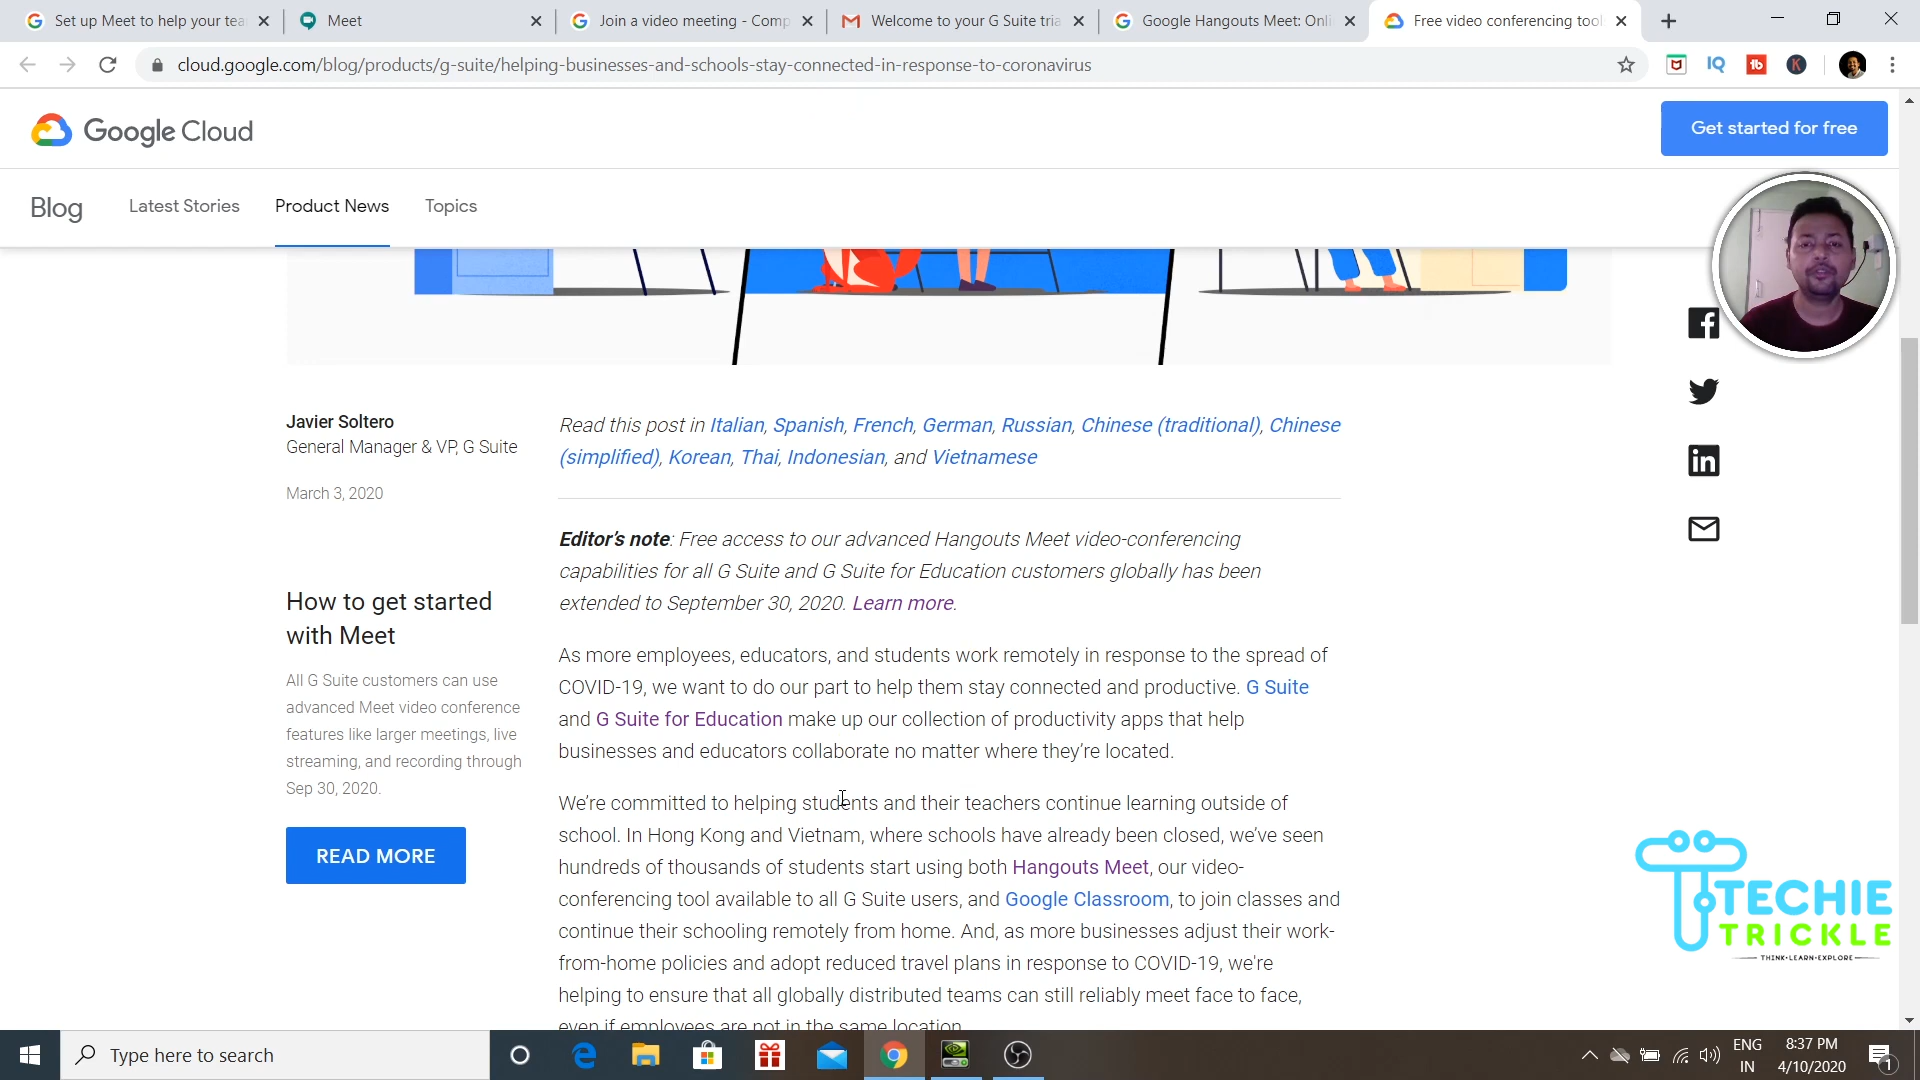 Set up Meet to help your tea
Meet
Join a video meeting - Comp
Welcome to your G Suite tria
Google Hangouts Meet: Onli
Free video conferencing tool
cloud.google.com/blog/products/g-suite/helping-businesses-and-schools-stay-connected-in-response-to-coronavirus
IQ
tb
K
Google Cloud
Get started for free
Blog
Latest Stories
Product News
Topics
Javier Soltero
General Manager & VP, G Suite
March 3, 2020
How to get started
with Meet
All G Suite customers can use
advanced Meet video conference
features like larger meetings, live
streaming, and recording through
Sep 30, 2020.
READ MORE
Read this post in Italian, Spanish, French, German, Russian, Chinese (traditional), Chinese
(simplified), Korean, Thai, Indonesian, and Vietnamese
Editor's note: Free access to our advanced Hangouts Meet video-conferencing
capabilities for all G Suite and G Suite for Education customers globally has been
extended to September 30, 2020. Learn more.
As more employees, educators, and students work remotely in response to the spread of
COVID-19, we want to do our part to help them stay connected and productive. G Suite
and G Suite for Education make up our collection of productivity apps that help
businesses and educators collaborate no matter where they're located.
We're committed to helping students and their teachers continue learning outside of
school. In Hong Kong and Vietnam, where schools have already been closed, we've seen
hundreds of thousands of students start using both Hangouts Meet, our video-
conferencing tool available to all G Suite users, and Google Classroom, to join classes and
continue their schooling remotely from home. And, as more businesses adjust their work-
from-home policies and adopt reduced travel plans in response to COVID-19, we're
helping to ensure that all globally distributed teams can still reliably meet face to face,
even if employees are not in the same location.
TECHIE
TRICKLE
THINK-LEARN-EXPLORE
Type here to search
ENG
IN
8:37 PM
4/10/2020
1